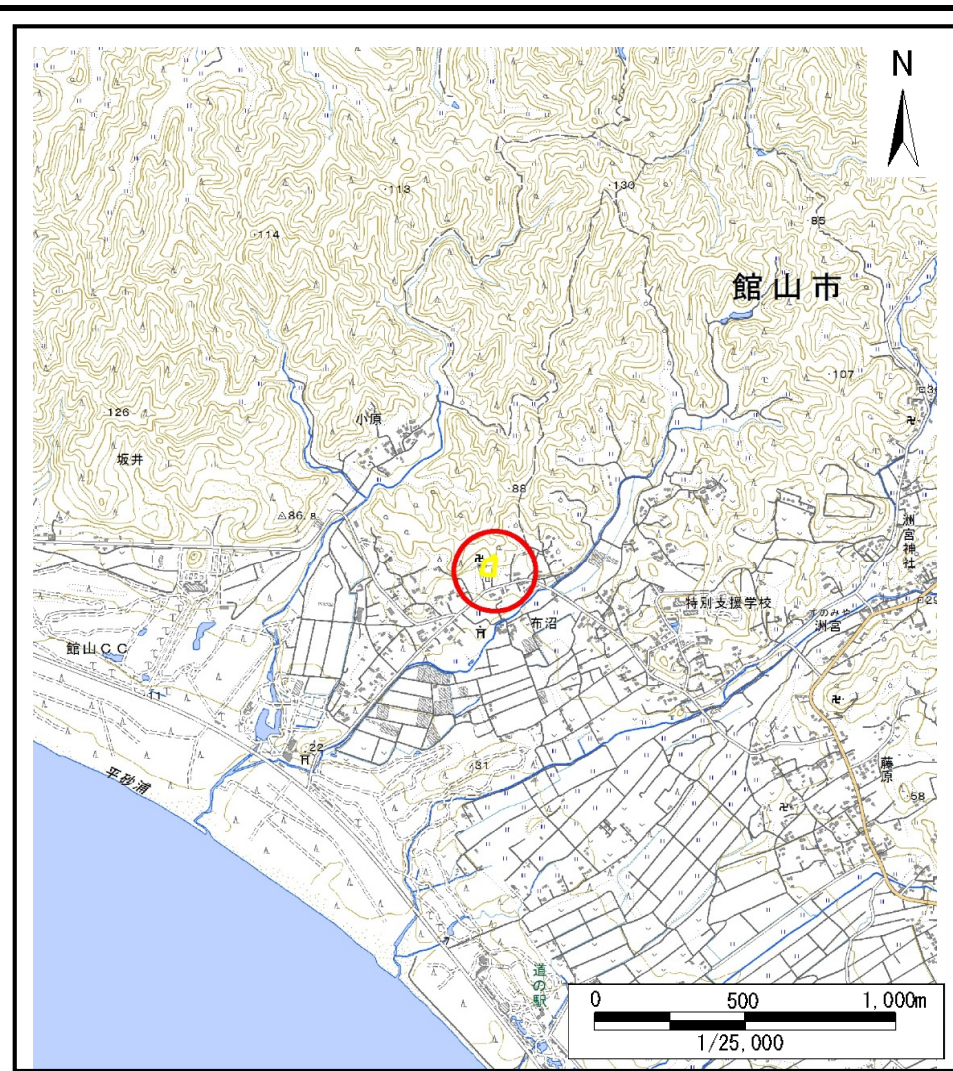 N
113
130
114
85
館山市
107
126
小原
坂井
88
△86.8
洲宮神社
特別支援学校
すのみや
洲宮
布沼
29
館山CC
11
22
31
平砂浦
藤原
58
道の駅
0 500 1,000m
1/25,000